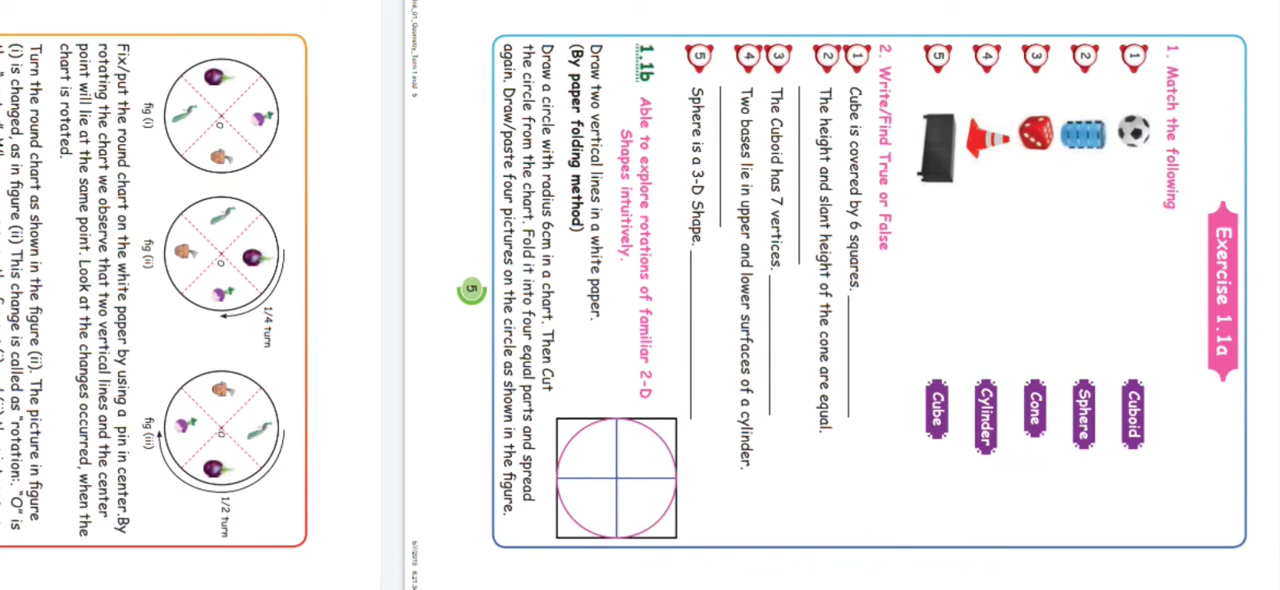 Exercise 1.1a
1. Match the following
1 Cuboid
2 Sphere
3 Cone
4 Cylinder
5 Cube
2. Write/Find True or False
1 Cube is covered by 6 squares.
2 The height and slant height of the cone are equal.
3 The Cuboid has 7 vertices.
4 Two bases lie in upper and lower surfaces of a cylinder.
5 Sphere is a 3-D Shape.
1.1b Able to explore rotations of familiar 2-D
Shapes intuitively.
Draw two vertical lines in a white paper.
(By paper folding method)
Draw a circle with radius 6cm in a chart. Then Cut
the circle from the chart. Fold it into four equal parts and spread
again. Draw/paste four pictures on the circle as shown in the figure.
5
O
O
O
1/4 turn
1/2 turn
fig (i)
fig (ii)
fig (iii)
Fix/put the round chart on the white paper by using a pin in center.By
rotating the chart we observe that two vertical lines and the center
point will lie at the same point. Look at the changes occurred, when the
chart is rotated.
Turn the round chart as shown in the figure (ii). The picture in figure
(i) is changed, as in figure (ii) This change is called as "rotation:. "O" is